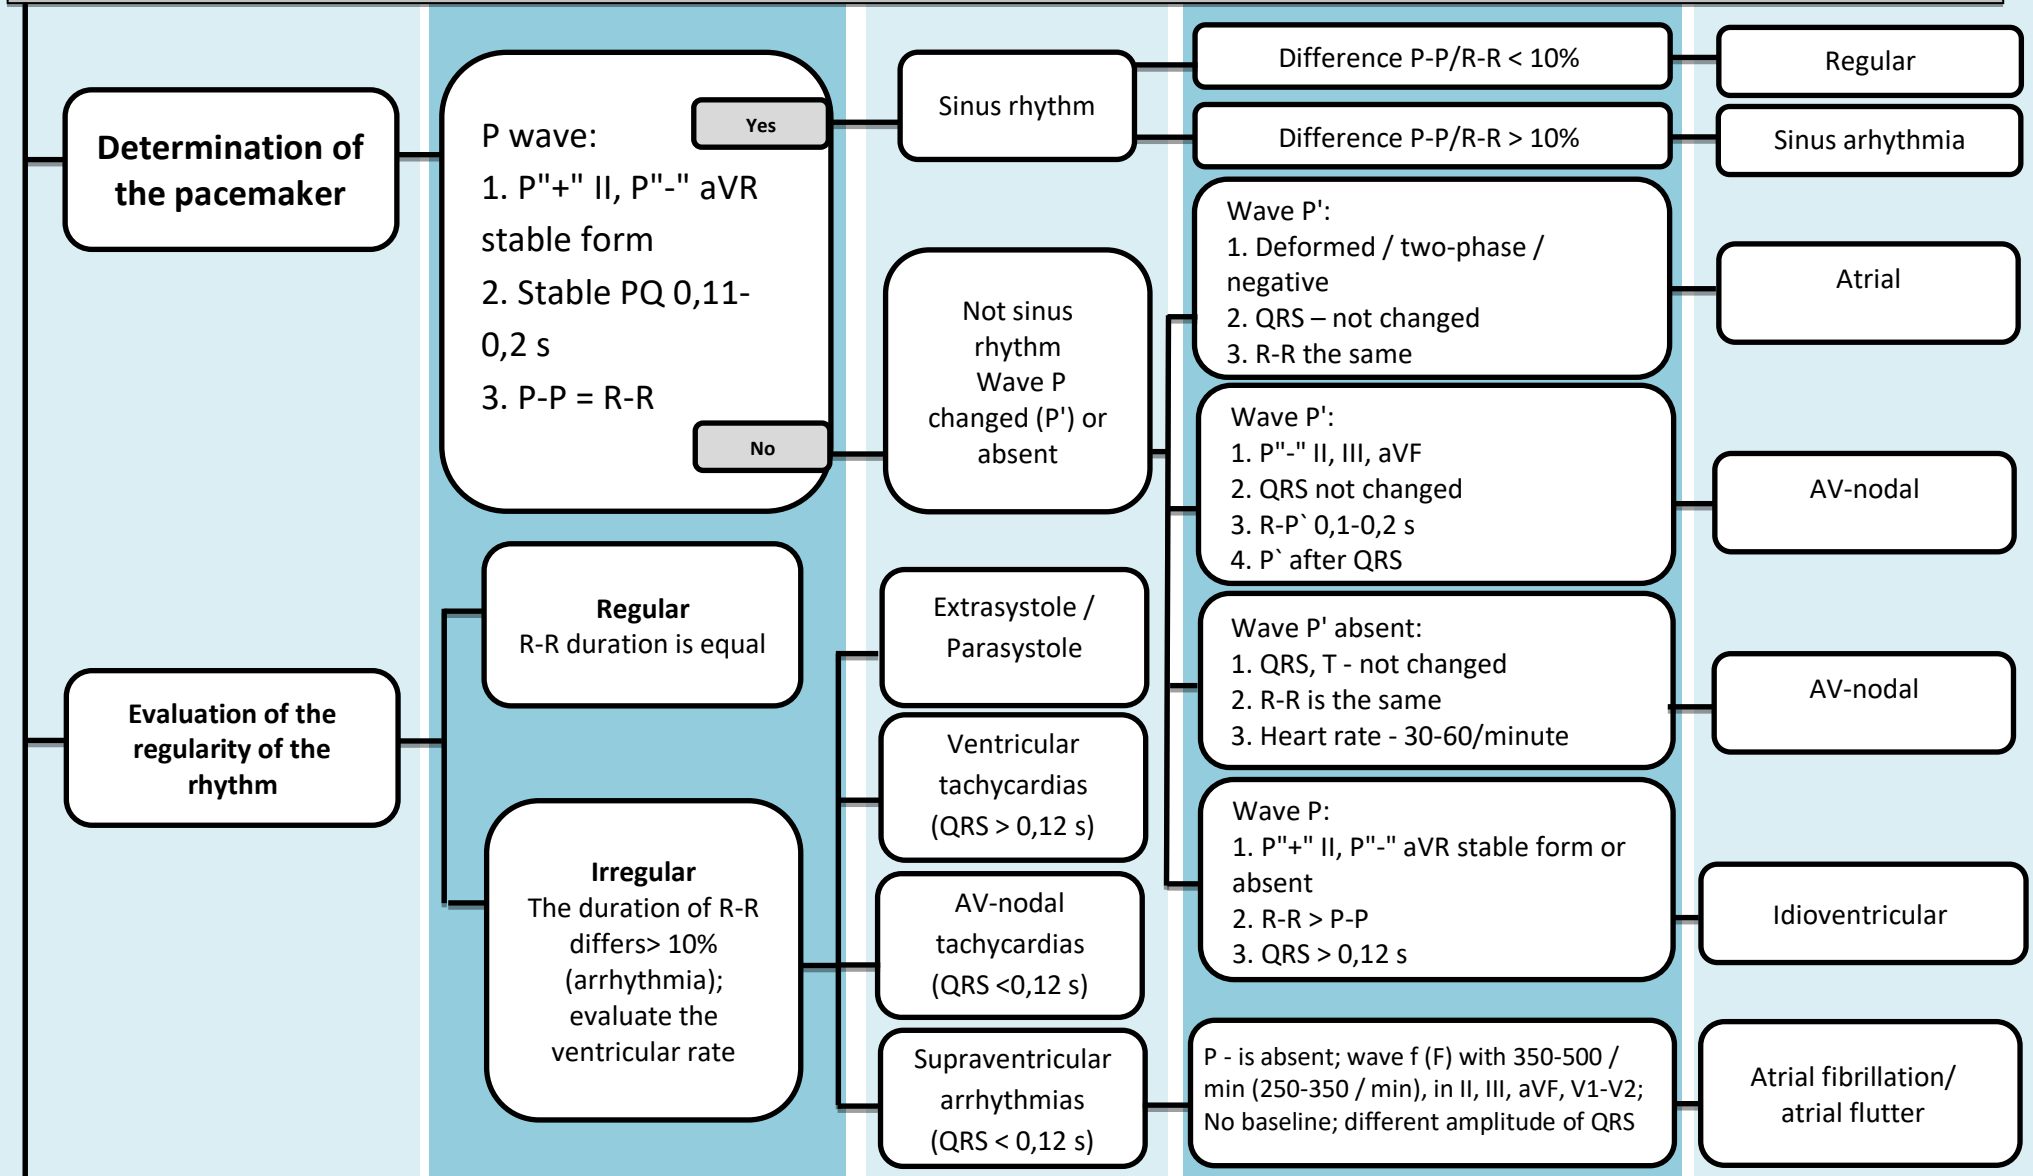 Determination of
the pacemaker
P wave:
Yes
1. P"+" II, P"-" aVR
stable form
2. Stable PQ 0,11-
0,2 s
3. P-P = R-R
No
Sinus rhythm
Difference P-P/R-R < 10%
Regular
Difference P-P/R-R > 10%
Sinus arhythmia
Not sinus
rhythm
Wave P
changed (P') or
absent
Wave P':
1. Deformed / two-phase /
negative
2. QRS – not changed
3. R-R the same
Atrial
Wave P':
1. P"-" II, III, aVF
2. QRS not changed
3. R-P` 0,1-0,2 s
4. P` after QRS
AV-nodal
Wave P' absent:
1. QRS, T - not changed
2. R-R is the same
3. Heart rate - 30-60/minute
AV-nodal
Wave P:
1. P"+" II, P"-" aVR stable form or
absent
2. R-R > P-P
3. QRS > 0,12 s
Idioventricular
Evaluation of the
regularity of the
rhythm
Regular
R-R duration is equal
Irregular
The duration of R-R
differs> 10%
(arrhythmia);
evaluate the
ventricular rate
Extrasystole /
Parasystole
Ventricular
tachycardias
(QRS > 0,12 s)
AV-nodal
tachycardias
(QRS <0,12 s)
Supraventricular
arrhythmias
(QRS < 0,12 s)
P - is absent; wave f (F) with 350-500 /
min (250-350 / min), in II, III, aVF, V1-V2;
No baseline; different amplitude of QRS
Atrial fibrillation/
atrial flutter